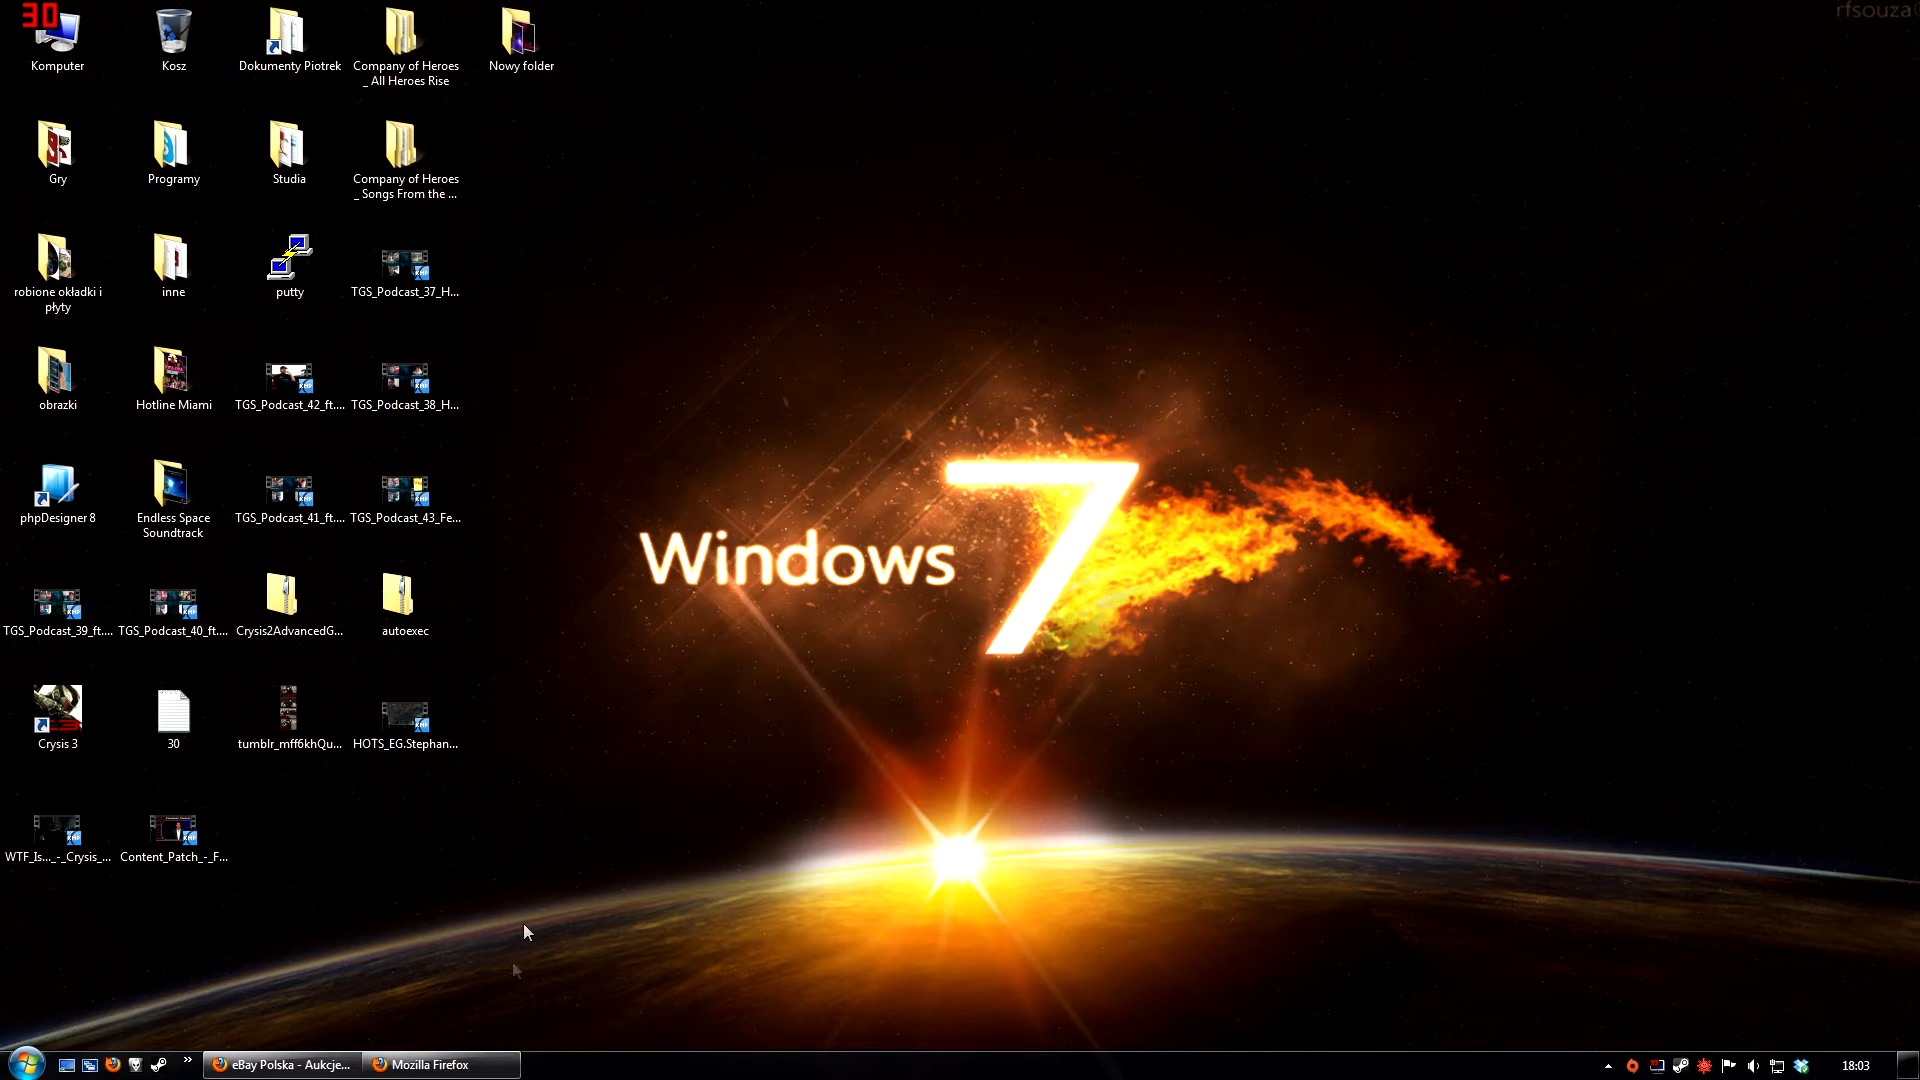 30
rfsouza
Komputer
Kosz
Dokumenty Piotrek
Company of Heroes
_ All Heroes Rise
Nowy folder
Gry
Programy
Studia
Company of Heroes
_ Songs From the ...
robione okładki i
płyty
inne
putty
TGS_Podcast_37_H...
obrazki
Hotline Miami
TGS_Podcast_42_ft....
TGS_Podcast_38_H...
phpDesigner 8
Endless Space
Soundtrack
TGS_Podcast_41_ft....
TGS_Podcast_43_Fe...
Windows 7
TGS_Podcast_39_ft....
TGS_Podcast_40_ft....
Crysis2AdvancedG...
autoexec
Crysis 3
30
tumblr_mff6khQu...
HOTS_EG.Stephan...
WTF_Is..._-_Crysis_...
Content_Patch_-_F...
eBay Polska - Aukcje...
Mozilla Firefox
18:03